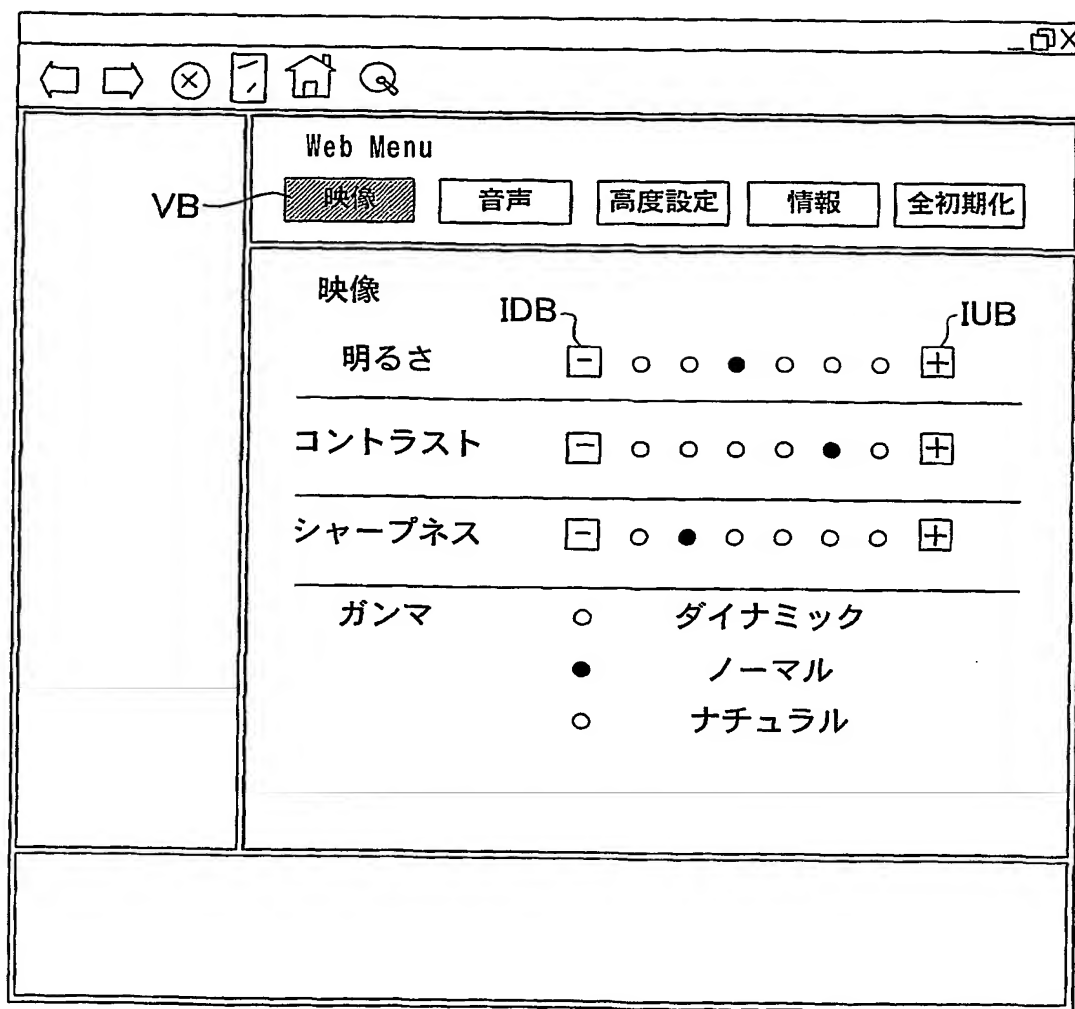 Web Menu
VB 映像 音声 高度設定 情報 全初期化
映像
IDB IUB
明るさ − ＋
コントラスト − ＋
シャープネス − ＋
ガンマ ダイナミック
ノーマル
ナチュラル